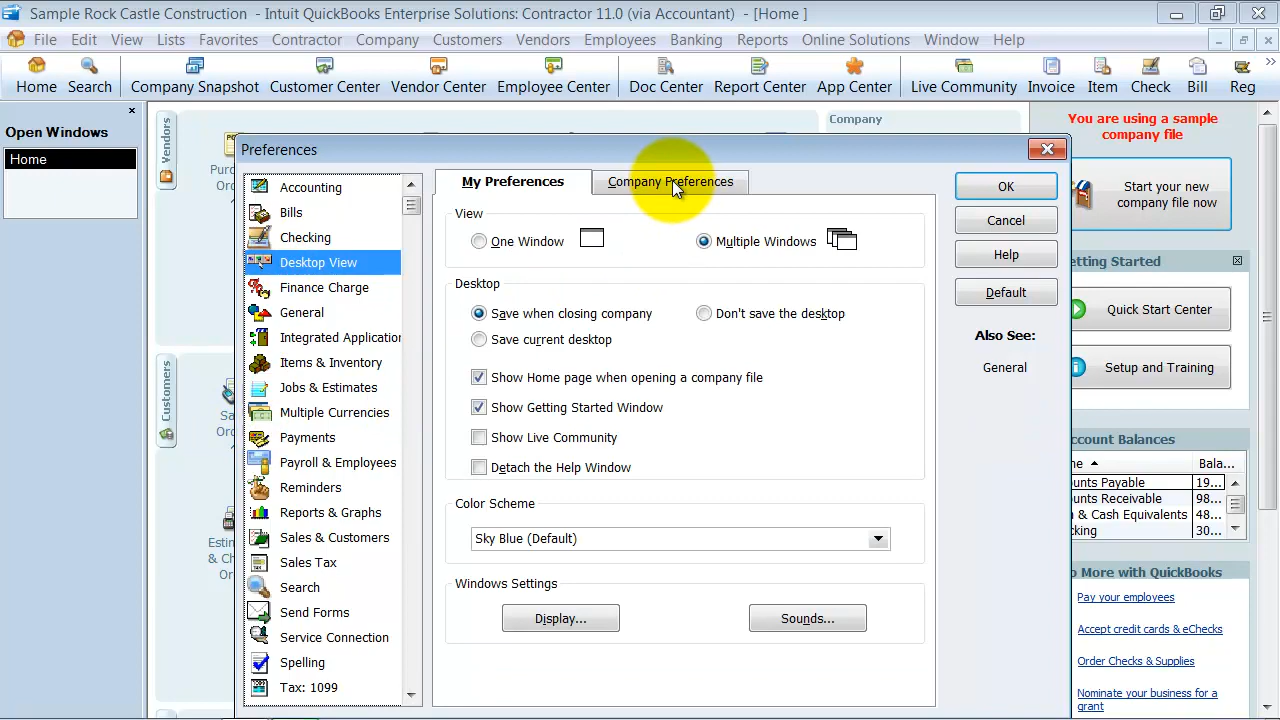 Sample Rock Castle Construction - Intuit QuickBooks Enterprise Solutions: Contractor 11.0 (via Accountant) - [Home ]
File Edit View Lists Favorites Contractor Company Customers Vendors Employees Banking Reports Online Solutions Window Help
Home Search Company Snapshot Customer Center Vendor Center Employee Center Doc Center Report Center App Center Live Community Invoice Item Check Bill Reg
Open Windows
Home
Vendors
Customers
Company
Preferences
Accounting
Bills
Checking
Desktop View
Finance Charge
General
Integrated Application
Items & Inventory
Jobs & Estimates
Multiple Currencies
Payments
Payroll & Employees
Reminders
Reports & Graphs
Sales & Customers
Sales Tax
Search
Send Forms
Service Connection
Spelling
Tax: 1099
My Preferences
Company Preferences
View
One Window
Multiple Windows
Desktop
Save when closing company
Don't save the desktop
Save current desktop
Show Home page when opening a company file
Show Getting Started Window
Show Live Community
Detach the Help Window
Color Scheme
Sky Blue (Default)
Windows Settings
Display...
Sounds...
OK
Cancel
Help
Default
Also See:
General
You are using a sample
company file
Start your new
company file now
etting Started
Quick Start Center
Setup and Training
ccount Balances
me Bala...
ounts Payable 19...
ounts Receivable 98...
h & Cash Equivalents 48...
cking 30...
o More with QuickBooks
Pay your employees
Accept credit cards & eChecks
Order Checks & Supplies
Nominate your business for a
grant